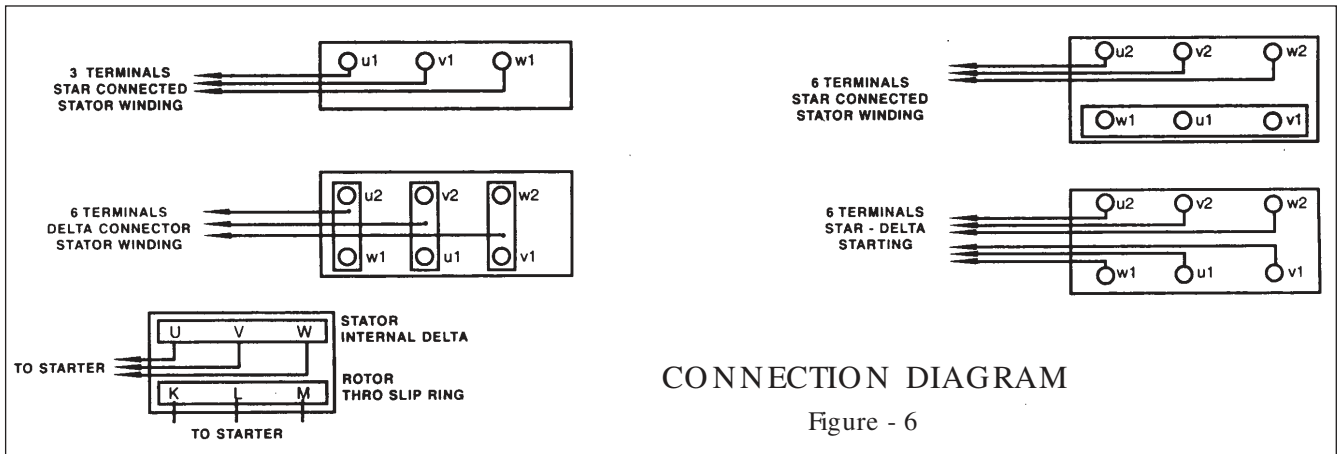 3 TERMINALS
STAR CONNECTED
STATOR WINDING
u1 v1 w1
6 TERMINALS
STAR CONNECTED
STATOR WINDING
u2 v2 w2
w1 u1 v1
6 TERMINALS
DELTA CONNECTOR
STATOR WINDING
u2 v2 w2
w1 u1 v1
6 TERMINALS
STAR - DELTA
STARTING
u2 v2 w2
w1 u1 v1
TO STARTER
U V W
STATOR
INTERNAL DELTA
K L M
ROTOR
THRO SLIP RING
TO STARTER
CONNECTION DIAGRAM
Figure - 6